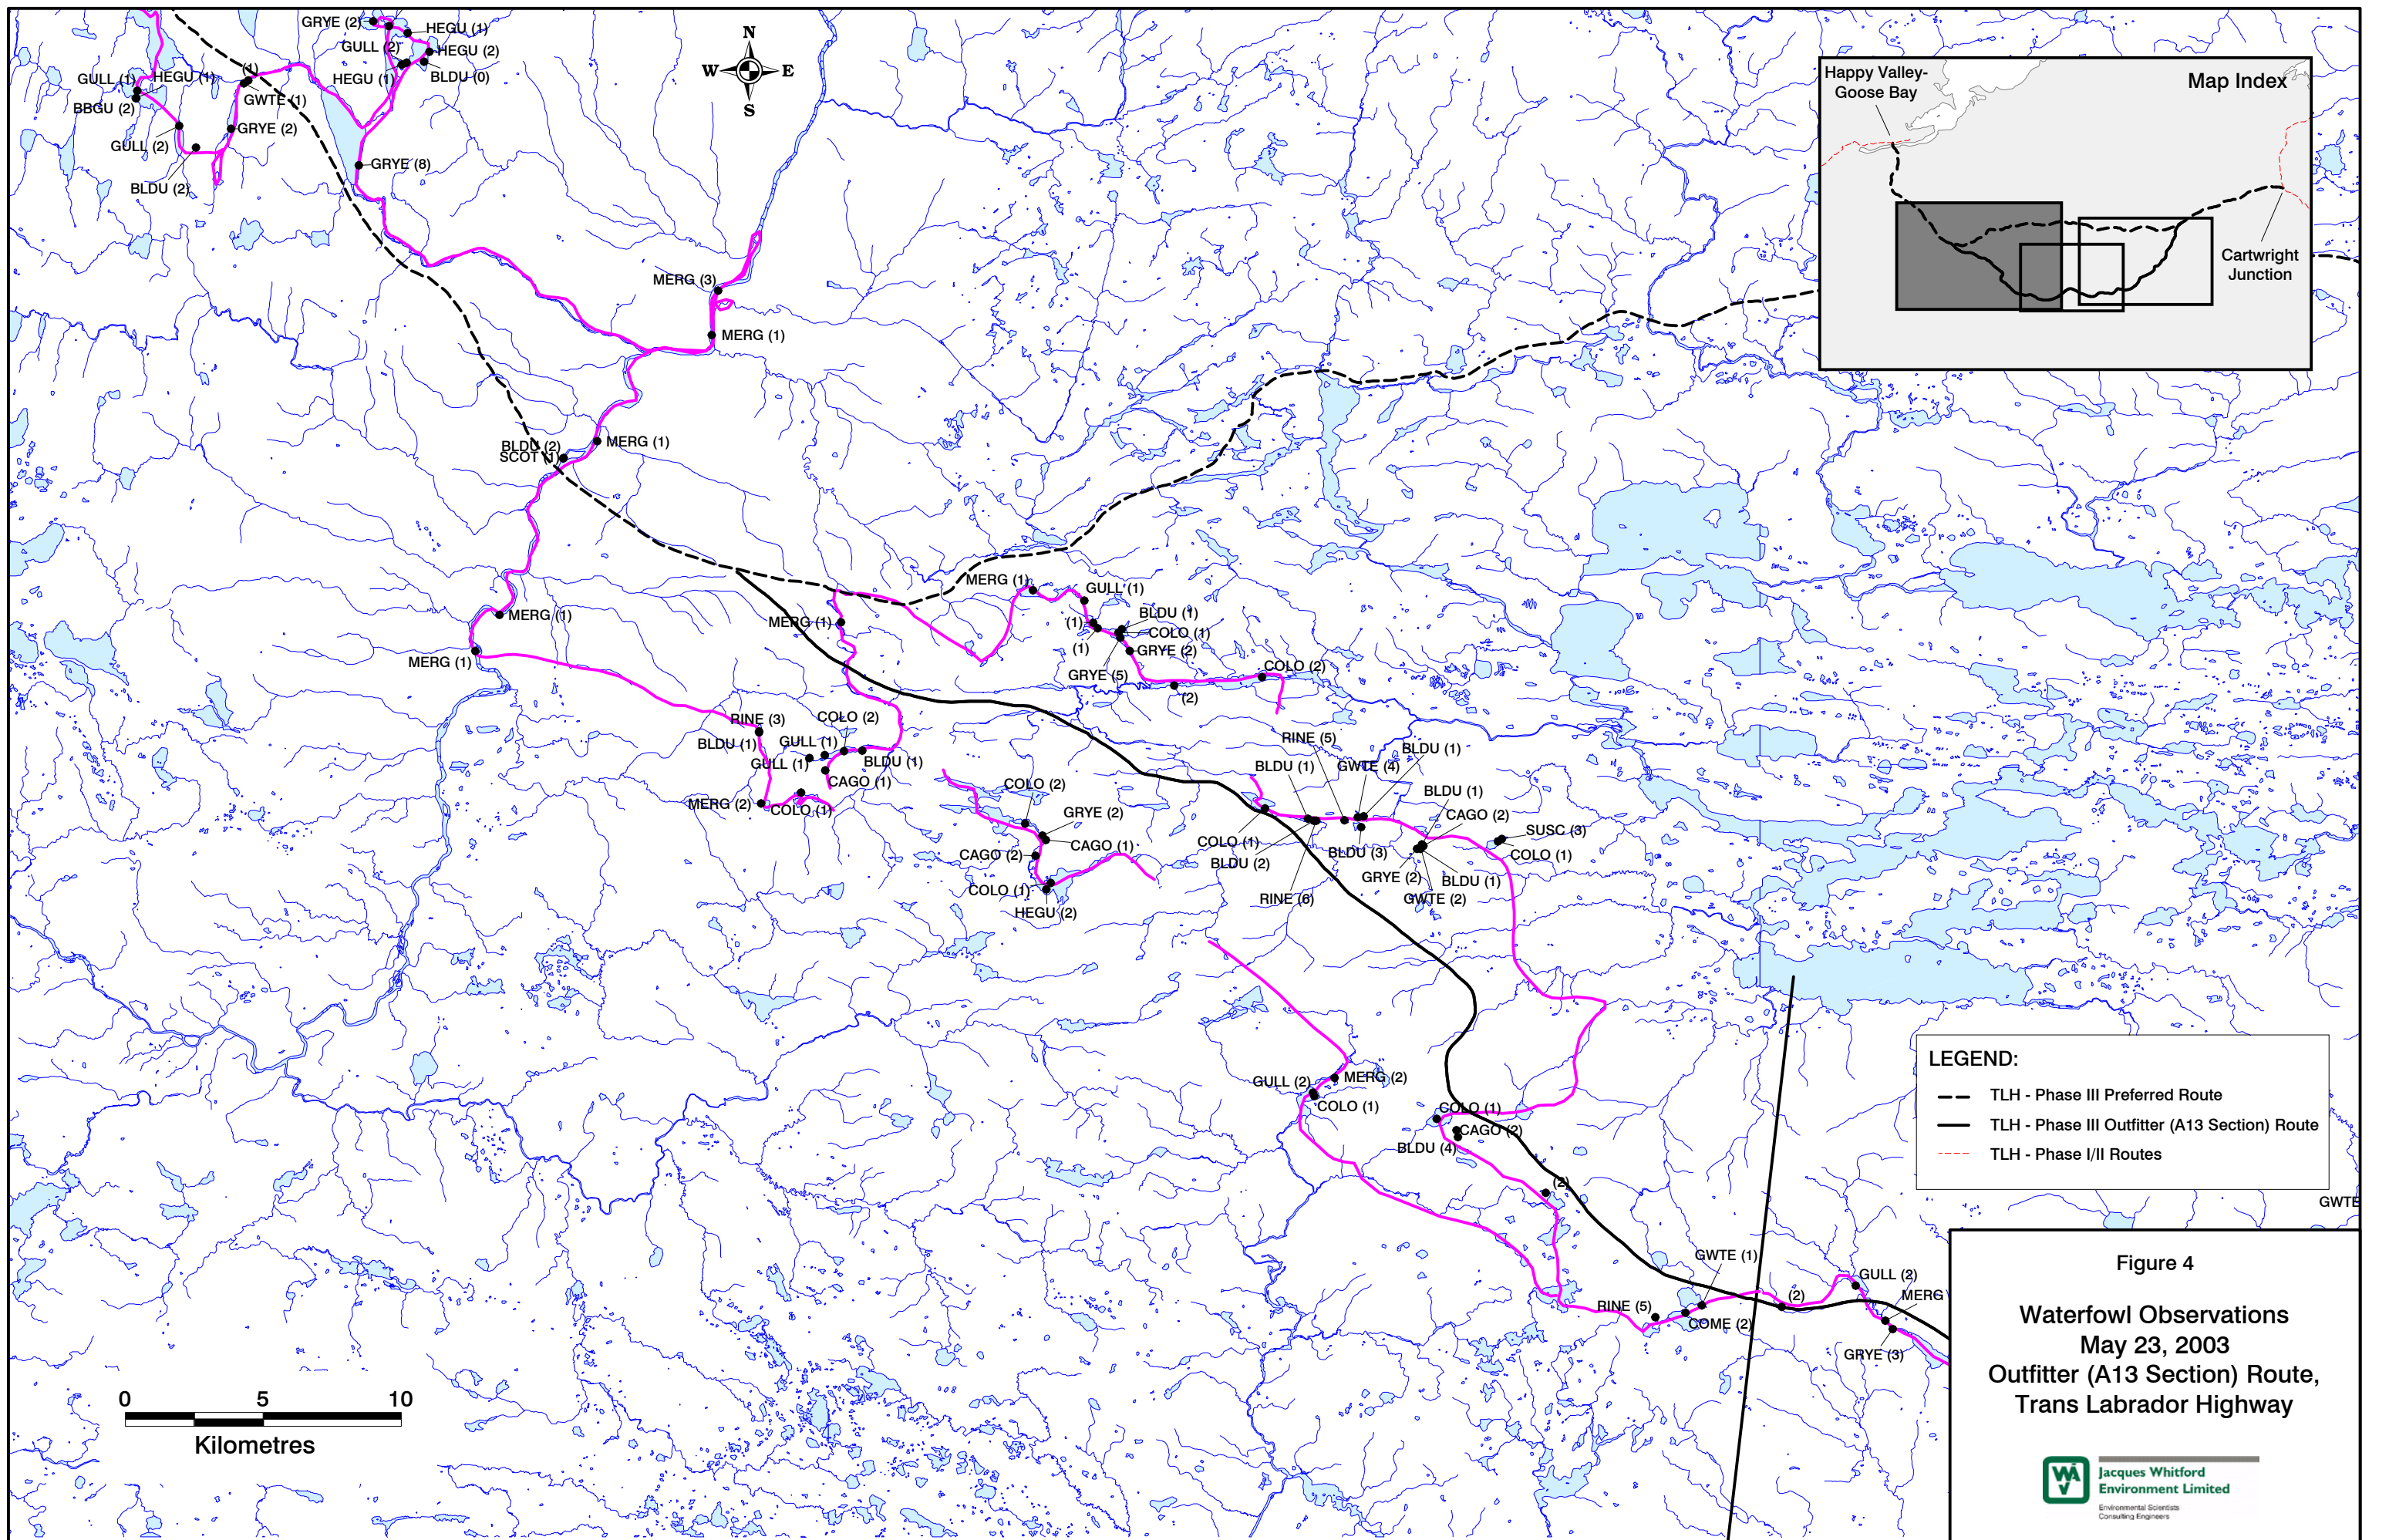 GRYE (2)
HEGU (1)
GULL (2)
HEGU (2)
HEGU (1)
BLDU (0)
GULL (1)
HEGU (1)
(1)
BBGU (2)
GWTE (1)
GULL (2)
GRYE (2)
BLDU (2)
GRYE (8)
N
W E
S
Happy Valley-
Goose Bay
Map Index
Cartwright
Junction
MERG (3)
MERG (1)
BLDU (2)
SCOT (1)
MERG (1)
MERG (1)
MERG (1)
MERG (1)
MERG (1)
GULL (1)
BLDU (1)
(1)
COLO (1)
(1)
GRYE (2)
GRYE (5)
COLO (2)
(2)
RINE (3)
COLO (2)
BLDU (1)
GULL (1)
GULL (1)
BLDU (1)
CAGO (1)
MERG (2)
COLO (1)
COLO (2)
GRYE (2)
CAGO (1)
CAGO (2)
COLO (1)
HEGU (2)
RINE (5)
BLDU (1)
BLDU (1)
GWTE (4)
BLDU (1)
CAGO (2)
SUSC (3)
COLO (1)
COLO (1)
BLDU (2)
BLDU (3)
GRYE (2)
BLDU (1)
RINE (6)
GWTE (2)
GULL (2)
MERG (2)
COLO (1)
COLO (1)
CAGO (2)
BLDU (4)
(2)
GWTE (1)
RINE (5)
COME (2)
(2)
GULL (2)
MERG
GRYE (3)
LEGEND:
TLH - Phase III Preferred Route
TLH - Phase III Outfitter (A13 Section) Route
TLH - Phase I/II Routes
GWTE
0 5 10
Kilometres
Figure 4
Waterfowl Observations
May 23, 2003
Outfitter (A13 Section) Route,
Trans Labrador Highway
Jacques Whitford
Environment Limited
Environmental Scientists
Consulting Engineers